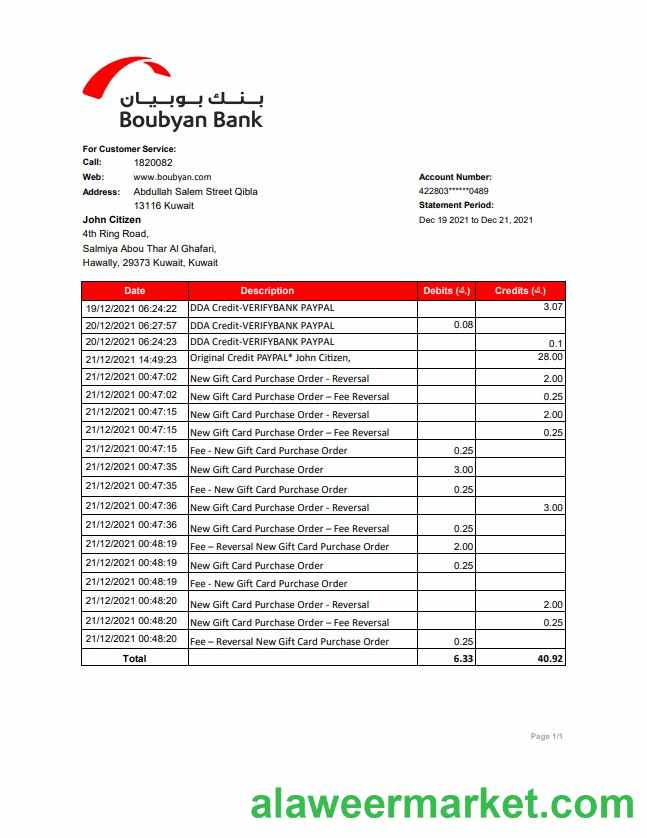 بنك بوبيان
Boubyan Bank
For Customer Service:
Call: 1820082
Web: www.boubyan.com
Address: Abdullah Salem Street Qibla
13116 Kuwait
Account Number:
422803******0489
Statement Period:
Dec 19 2021 to Dec 21, 2021
John Citizen
4th Ring Road,
Salmiya Abou Thar Al Ghafari,
Hawally, 29373 Kuwait, Kuwait
Date Description Debits (د.) Credits (د.)
19/12/2021 06:24:22 DDA Credit-VERIFYBANK PAYPAL 3.07
20/12/2021 06:27:57 DDA Credit-VERIFYBANK PAYPAL 0.08
20/12/2021 06:24:23 DDA Credit-VERIFYBANK PAYPAL 0.1
21/12/2021 14:49:23 Original Credit PAYPAL* John Citizen, 28.00
21/12/2021 00:47:02 New Gift Card Purchase Order - Reversal 2.00
21/12/2021 00:47:02 New Gift Card Purchase Order – Fee Reversal 0.25
21/12/2021 00:47:15 New Gift Card Purchase Order - Reversal 2.00
21/12/2021 00:47:15 New Gift Card Purchase Order – Fee Reversal 0.25
21/12/2021 00:47:15 Fee - New Gift Card Purchase Order 0.25
21/12/2021 00:47:35 New Gift Card Purchase Order 3.00
21/12/2021 00:47:35 Fee - New Gift Card Purchase Order 0.25
21/12/2021 00:47:36 New Gift Card Purchase Order - Reversal 3.00
21/12/2021 00:47:36 New Gift Card Purchase Order – Fee Reversal 0.25
21/12/2021 00:48:19 Fee – Reversal New Gift Card Purchase Order 2.00
21/12/2021 00:48:19 New Gift Card Purchase Order 0.25
21/12/2021 00:48:19 Fee - New Gift Card Purchase Order
21/12/2021 00:48:20 New Gift Card Purchase Order - Reversal 2.00
21/12/2021 00:48:20 New Gift Card Purchase Order – Fee Reversal 0.25
21/12/2021 00:48:20 Fee – Reversal New Gift Card Purchase Order 0.25
Total 6.33 40.92
Page 1/1
alaweermarket.com